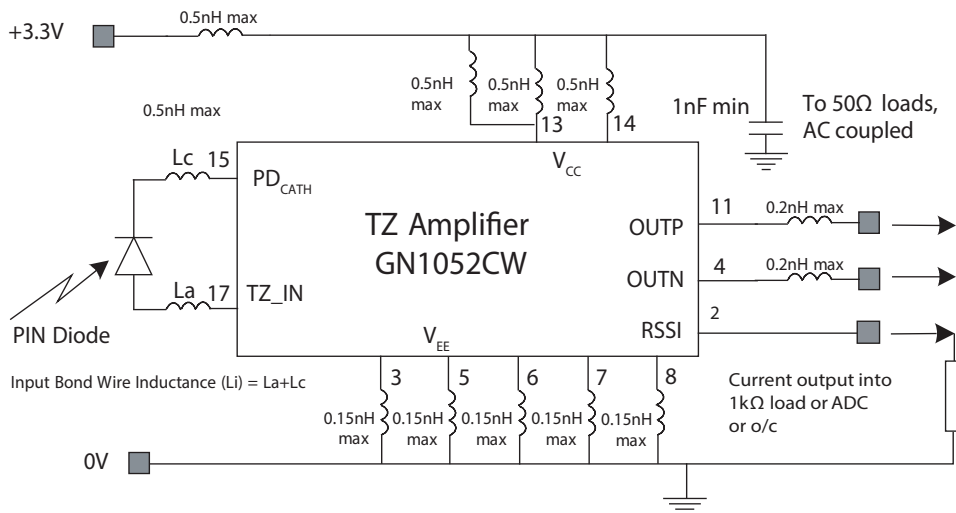 0.5nH max
+3.3V
0.5nH
max
0.5nH
max
0.5nH
max
0.5nH max
1nF min
To 50Ω loads,
AC coupled
13
14
Lc 15
PD_CATH
V_CC
TZ Amplifier
GN1052CW
OUTP
11
0.2nH max
OUTN
4
0.2nH max
La 17
TZ_IN
RSSI
2
PIN Diode
V_EE
Input Bond Wire Inductance (Li) = La+Lc
3
5
6
7
8
0.15nH
max
0.15nH
max
0.15nH
max
0.15nH
max
0.15nH
max
Current output into
1kΩ load or ADC
or o/c
0V